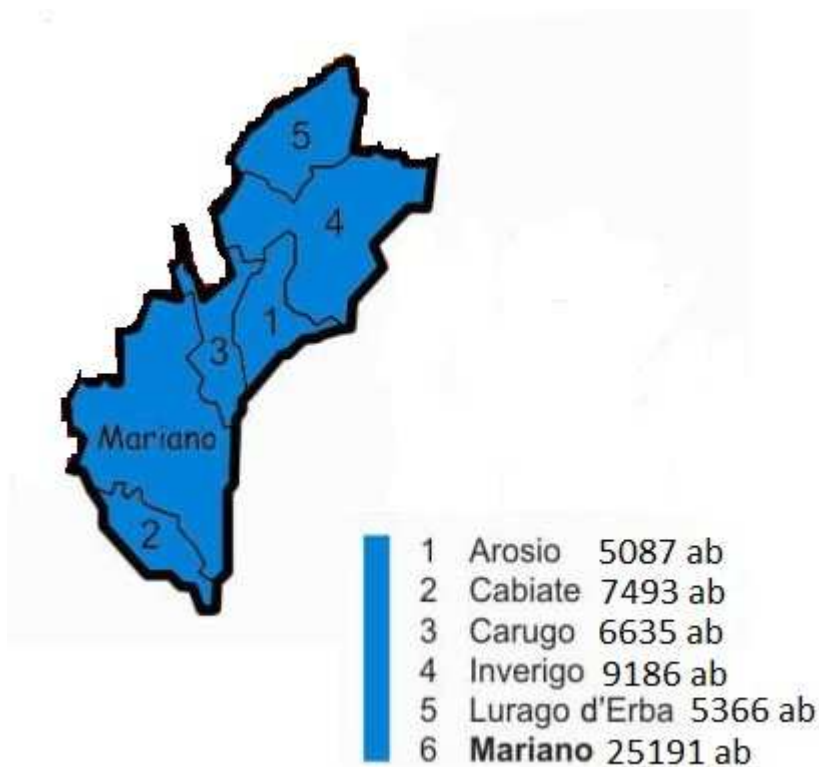 5
4
1
3
Mariano
2
1 Arosio 5087 ab
2 Cabiate 7493 ab
3 Carugo 6635 ab
4 Inverigo 9186 ab
5 Lurago d'Erba 5366 ab
6 Mariano 25191 ab